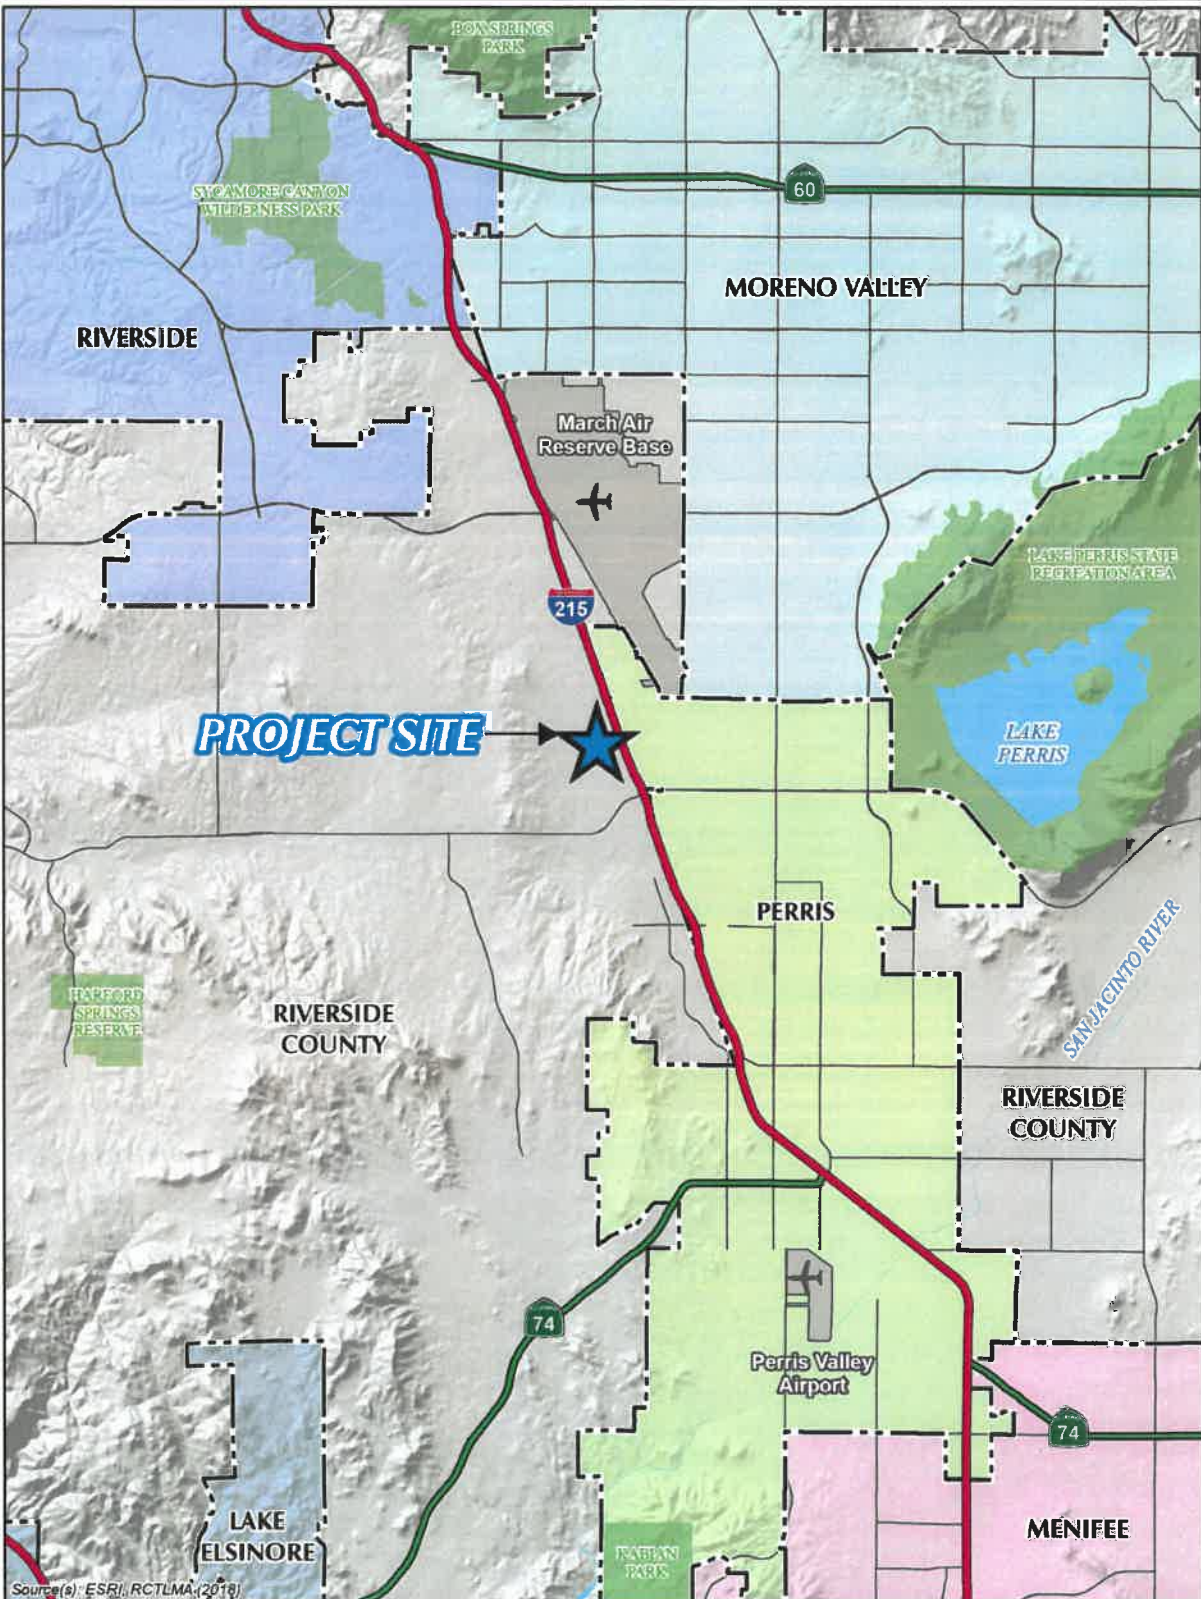 BOX SPRINGS
PARK
SYCAMORE CANYON
WILDERNESS PARK
60
MORENO VALLEY
RIVERSIDE
March Air
Reserve Base
LAKE PERRIS STATE
RECREATION AREA
215
PROJECT SITE
LAKE
PERRIS
PERRIS
SAN JACINTO RIVER
HARFORD
SPRINGS
RESERVE
RIVERSIDE
COUNTY
RIVERSIDE
COUNTY
74
Perris Valley
Airport
74
LAKE
ELSINORE
MENIFEE
KABIAN
PARK
Source(s): ESRI, RCTLMA (2018)